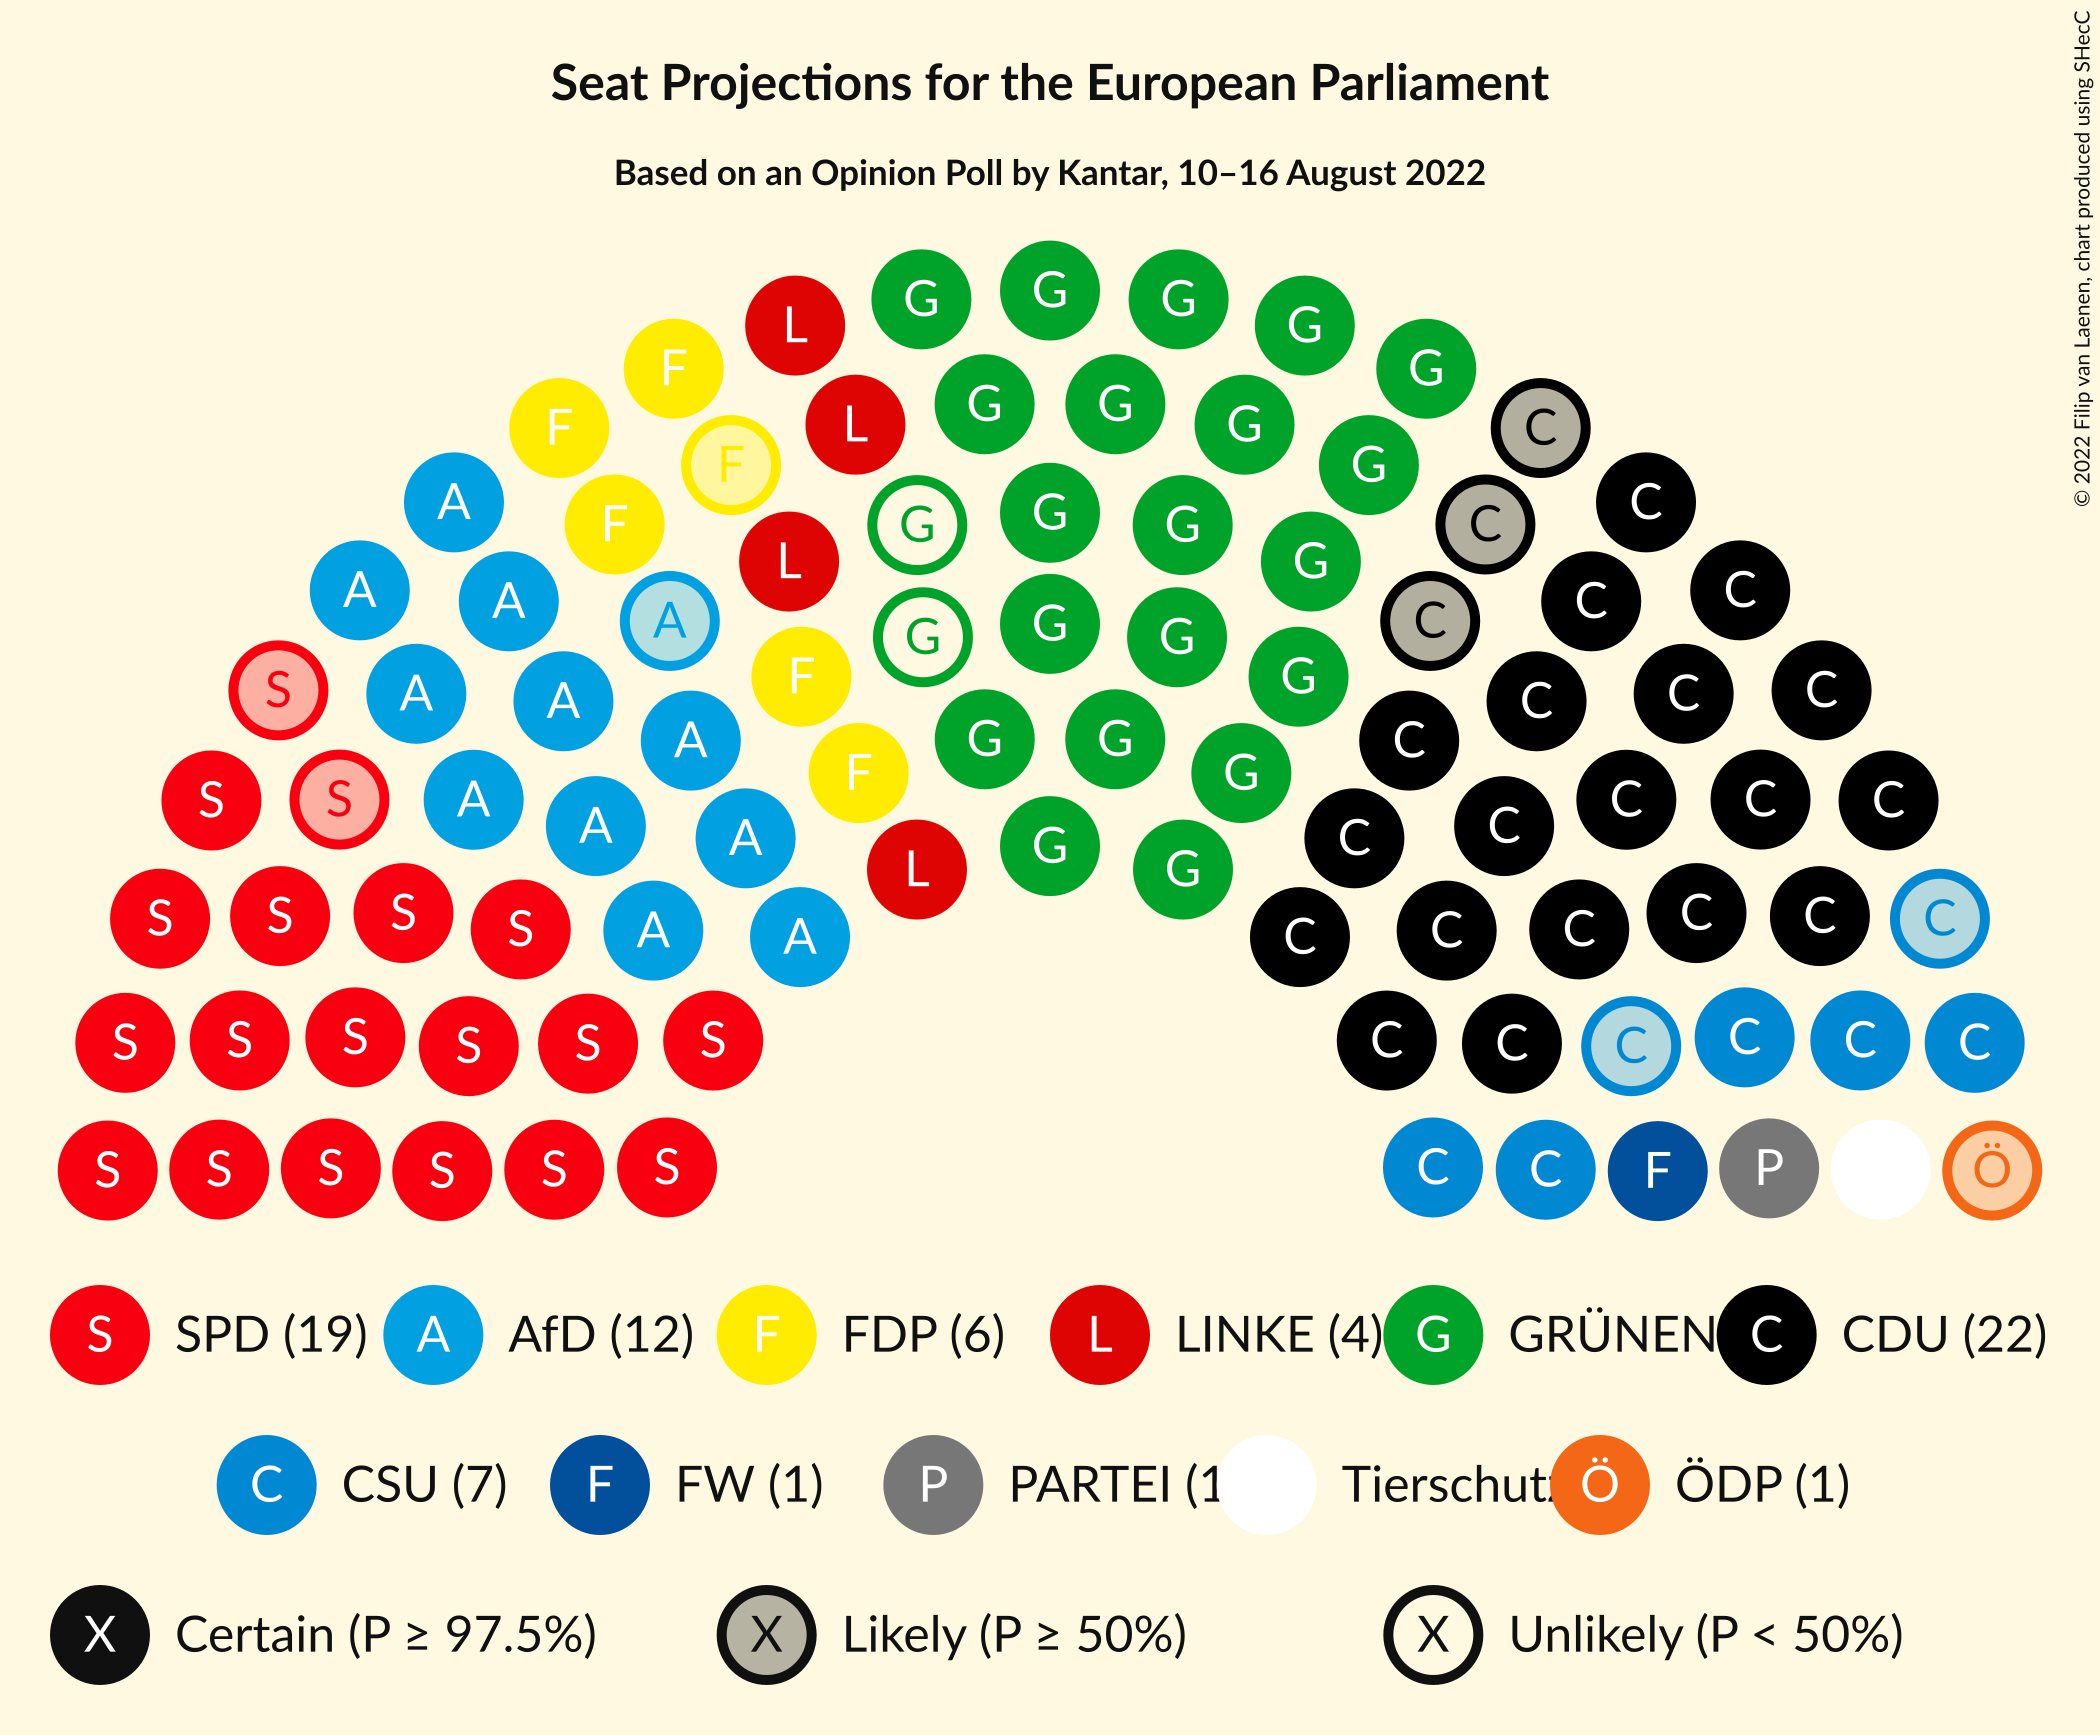 Seat Projections for the European Parliament
Based on an Opinion Poll by Kantar, 10–16 August 2022
© 2022 Filip van Laenen, chart produced using SHecC
G G G G G
L
F
F
A
A
S
S
S
S
S
C
C
C
C
C
C
C
Ö
G G G G
L
F
F
A
A
S
S
S
S
C
C
C
C
C
C
G G G G
L
A
A
A
S
S
S
C
C
C
C
C
P
G G G G
F
A
A
S
S
S
C
C
C
C
F
G G G
F
A
A
S
S
C
C
C
C
G G
L
A
S
S
C
C
C
S SPD (19) A AfD (12) F FDP (6) L LINKE (4) G GRÜNEN C CDU (22)
C CSU (7) F FW (1) P PARTEI (1 Tierschutz Ö ÖDP (1)
X Certain (P ≥ 97.5%) X Likely (P ≥ 50%) X Unlikely (P < 50%)